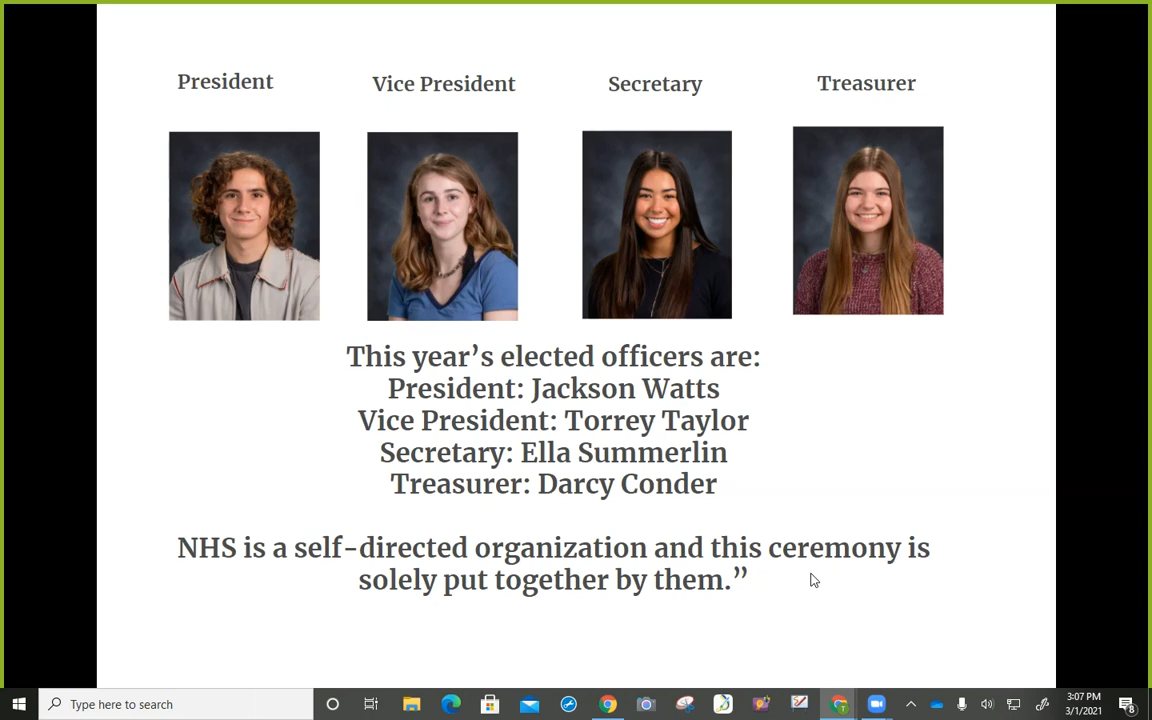 President
Vice President
Secretary
Treasurer
This year’s elected officers are:
President: Jackson Watts
Vice President: Torrey Taylor
Secretary: Ella Summerlin
Treasurer: Darcy Conder
NHS is a self-directed organization and this ceremony is
solely put together by them.”
Type here to search
3:07 PM
3/1/2021
8